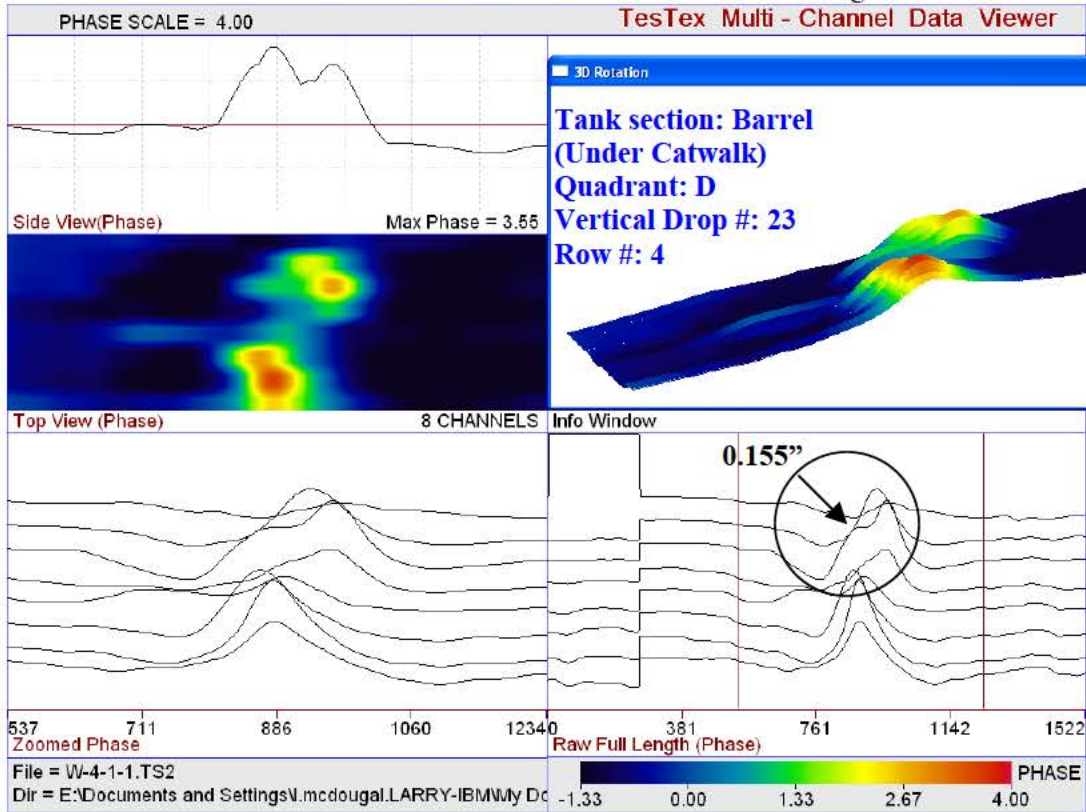 PHASE SCALE = 4.00
TesTex Multi - Channel Data Viewer
Side View(Phase)
Max Phase = 3.55
3D Rotation
Tank section: Barrel
(Under Catwalk)
Quadrant: D
Vertical Drop #: 23
Row #: 4
Top View (Phase)
8 CHANNELS
Info Window
0.155”
537 711 886 1060 1234
Zoomed Phase
0 381 761 1142 1522
Raw Full Length (Phase)
File = W-4-1-1.TS2
Dir = E:\Documents and Settings\l.mcdougal.LARRY-IBM\My Do
PHASE
-1.33 0.00 1.33 2.67 4.00